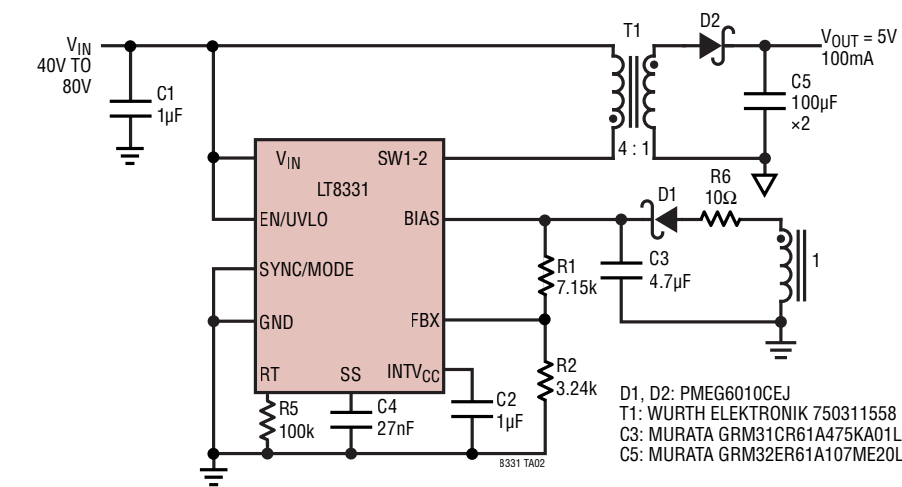 VIN
40V TO
80V
C1
1µF
T1
4 : 1
D2
VOUT = 5V
100mA
C5
100µF
×2
VIN
SW1-2
LT8331
EN/UVLO
BIAS
SYNC/MODE
GND
FBX
RT
SS
INTVCC
D1
R6
10Ω
1
R1
7.15k
C3
4.7µF
R2
3.24k
R5
100k
C4
27nF
C2
1µF
8331 TA02
D1, D2: PMEG6010CEJ
T1: WURTH ELEKTRONIK 750311558
C3: MURATA GRM31CR61A475KA01L
C5: MURATA GRM32ER61A107ME20L